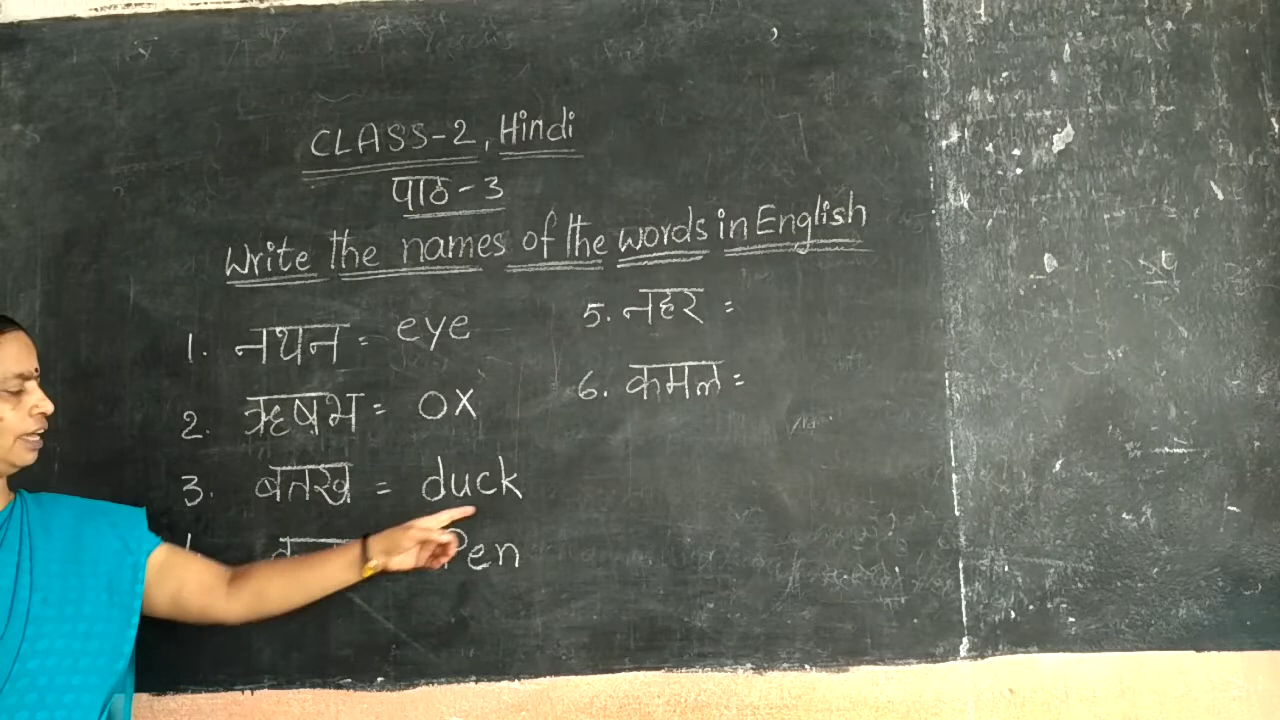 CLASS-2, Hindi
पाठ-3
Write the names of the words in English
1. नयन = eye
2. ऋषभ = ox
3. बतख = duck
Pen
5. नहर =
6. कमल =